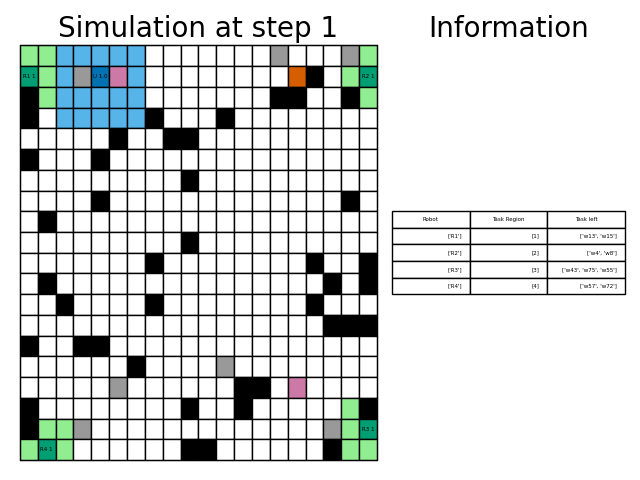 Simulation at step 1
Information
R1 1
U 1.0
R2 1
Robot Task Region Task left
['R1'] [1] ['w13', 'w15']
['R2'] [2] ['w4', 'w8']
['R3'] [3] ['w43', 'w75', 'w55']
['R4'] [4] ['w57', 'w72']
R3 1
R4 1